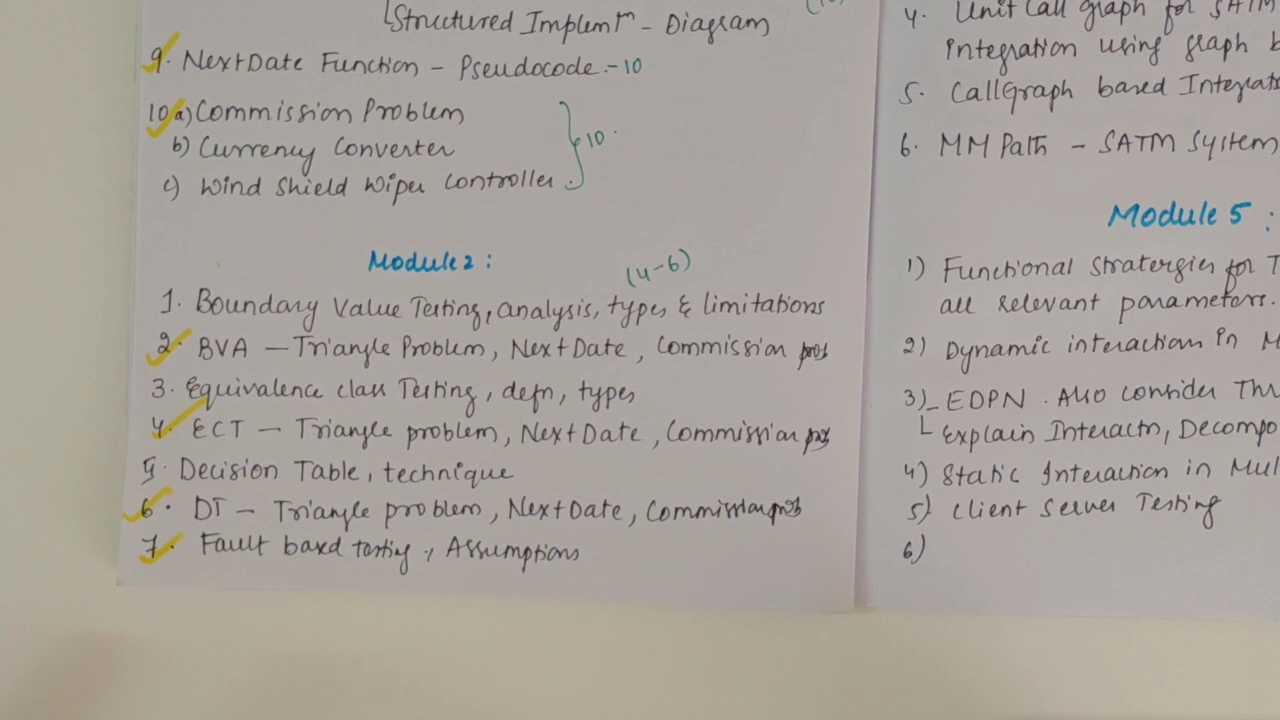 [Structured Implemtn - Diagram
9. NextDate Function - Pseudocode. - 10
10 a) Commission Problem
b) Currency Converter
c) Wind Shield Wiper Controller.
10.
Module 2 :
(4-6)
1. Boundary Value Testing, analysis, types & limitations
2. BVA - Triangle Problem, NextDate, Commission prob
3. Equivalence class Testing, defn, types
4. ECT - Triangle problem, NextDate, Commission prob
5. Decision Table, technique
6. DT - Triangle problem, NextDate, Commission prob
7. Fault based testing, Assumptions
4. Unit Call graph for SATM
Integration using graph b
5. CallGraph based Integrat
6. MM Path - SATM System
Module 5 :
1) Functional Stratergies for T
all relevant parameters.
2) Dynamic interaction in M
3) EDPN. Also consider Thr
Explain Interactn, Decompo
4) Static Interaction in Mul
5) Client Server Testing
6)